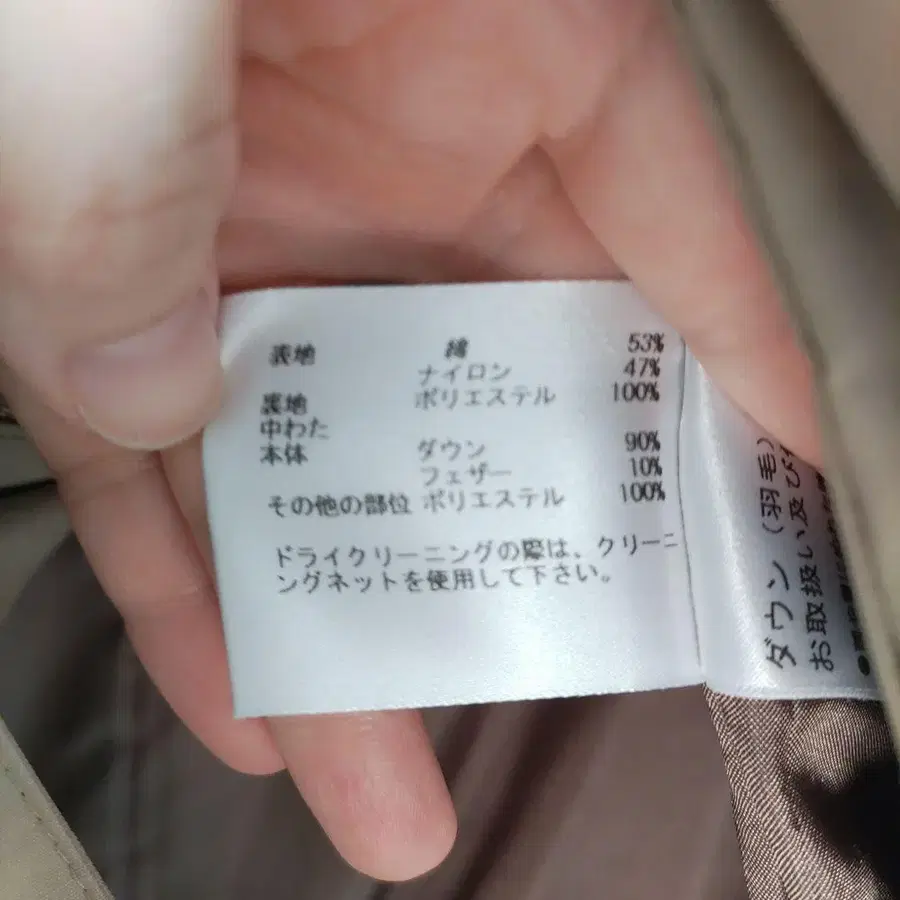 表地 綿 53%
ナイロン 47%
裏地 ポリエステル 100%
中わた
本体 ダウン 90%
フェザー 10%
その他の部位 ポリエステル 100%
ドライクリーニングの際は、クリーニ
ングネットを使用して下さい。
ダウン(羽毛)
お取扱い及び